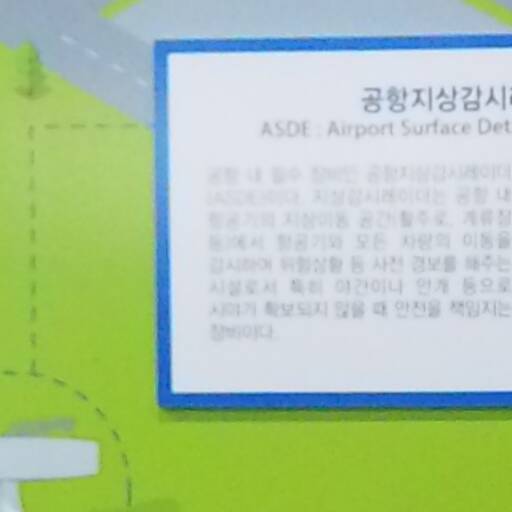 공항지상감시레
ASDE : Airport Surface Det
공항 내 필수 장비인 공항지상감시레이더
(ASDE)이다. 지상감시레이더는 공항 내
항공기와 지상이동 공간(활주로, 계류장
등)에서 항공기와 모든 차량의 이동을
감시하여 위험상황 등 사전 경보를 해주는
시설로서 특히 야간이나 안개 등으로
시야가 확보되지 않을 때 안전을 책임지는
장비이다.